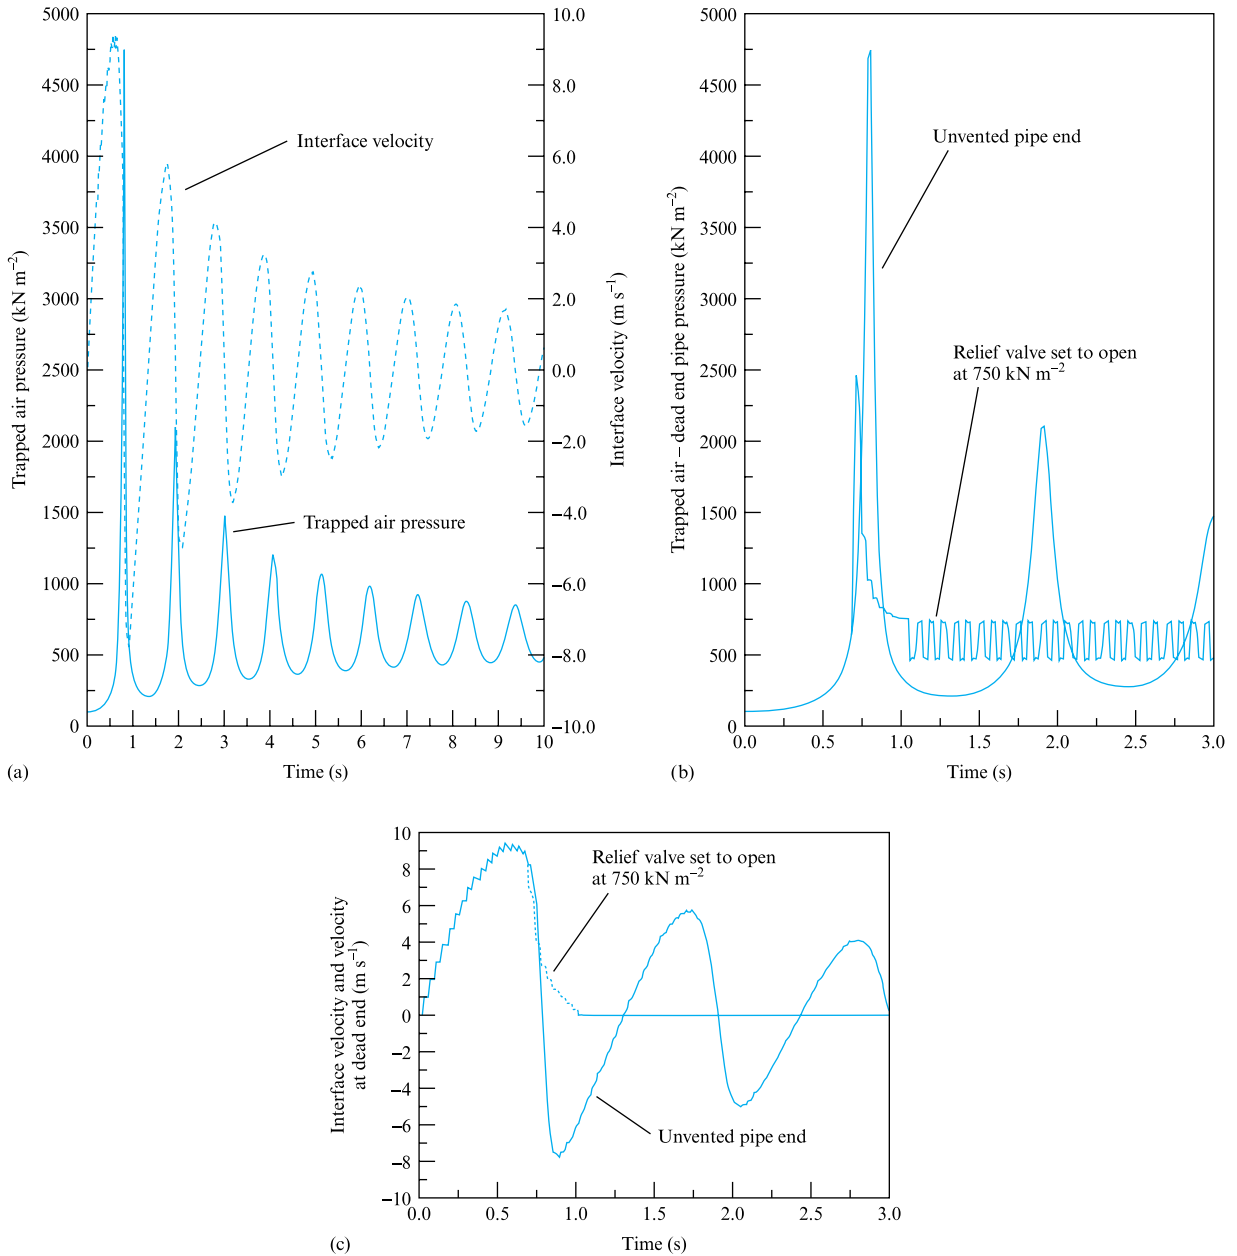 5000
4500
4000
3500
3000
2500
2000
1500
1000
500
0
Trapped air pressure (kN m⁻²)
10.0
8.0
6.0
4.0
2.0
0.0
−2.0
−4.0
−6.0
−8.0
−10.0
Interface velocity (m s⁻¹)
Interface velocity
Trapped air pressure
0 1 2 3 4 5 6 7 8 9 10
Time (s)
(a)
5000
4500
4000
3500
3000
2500
2000
1500
1000
500
0
Trapped air – dead end pipe pressure (kN m⁻²)
Unvented pipe end
Relief valve set to open
at 750 kN m⁻²
0.0 0.5 1.0 1.5 2.0 2.5 3.0
Time (s)
(b)
10
8
6
4
2
0
−2
−4
−6
−8
−10
Interface velocity and velocity
at dead end (m s⁻¹)
Relief valve set to open
at 750 kN m⁻²
Unvented pipe end
0.0 0.5 1.0 1.5 2.0 2.5 3.0
Time (s)
(c)